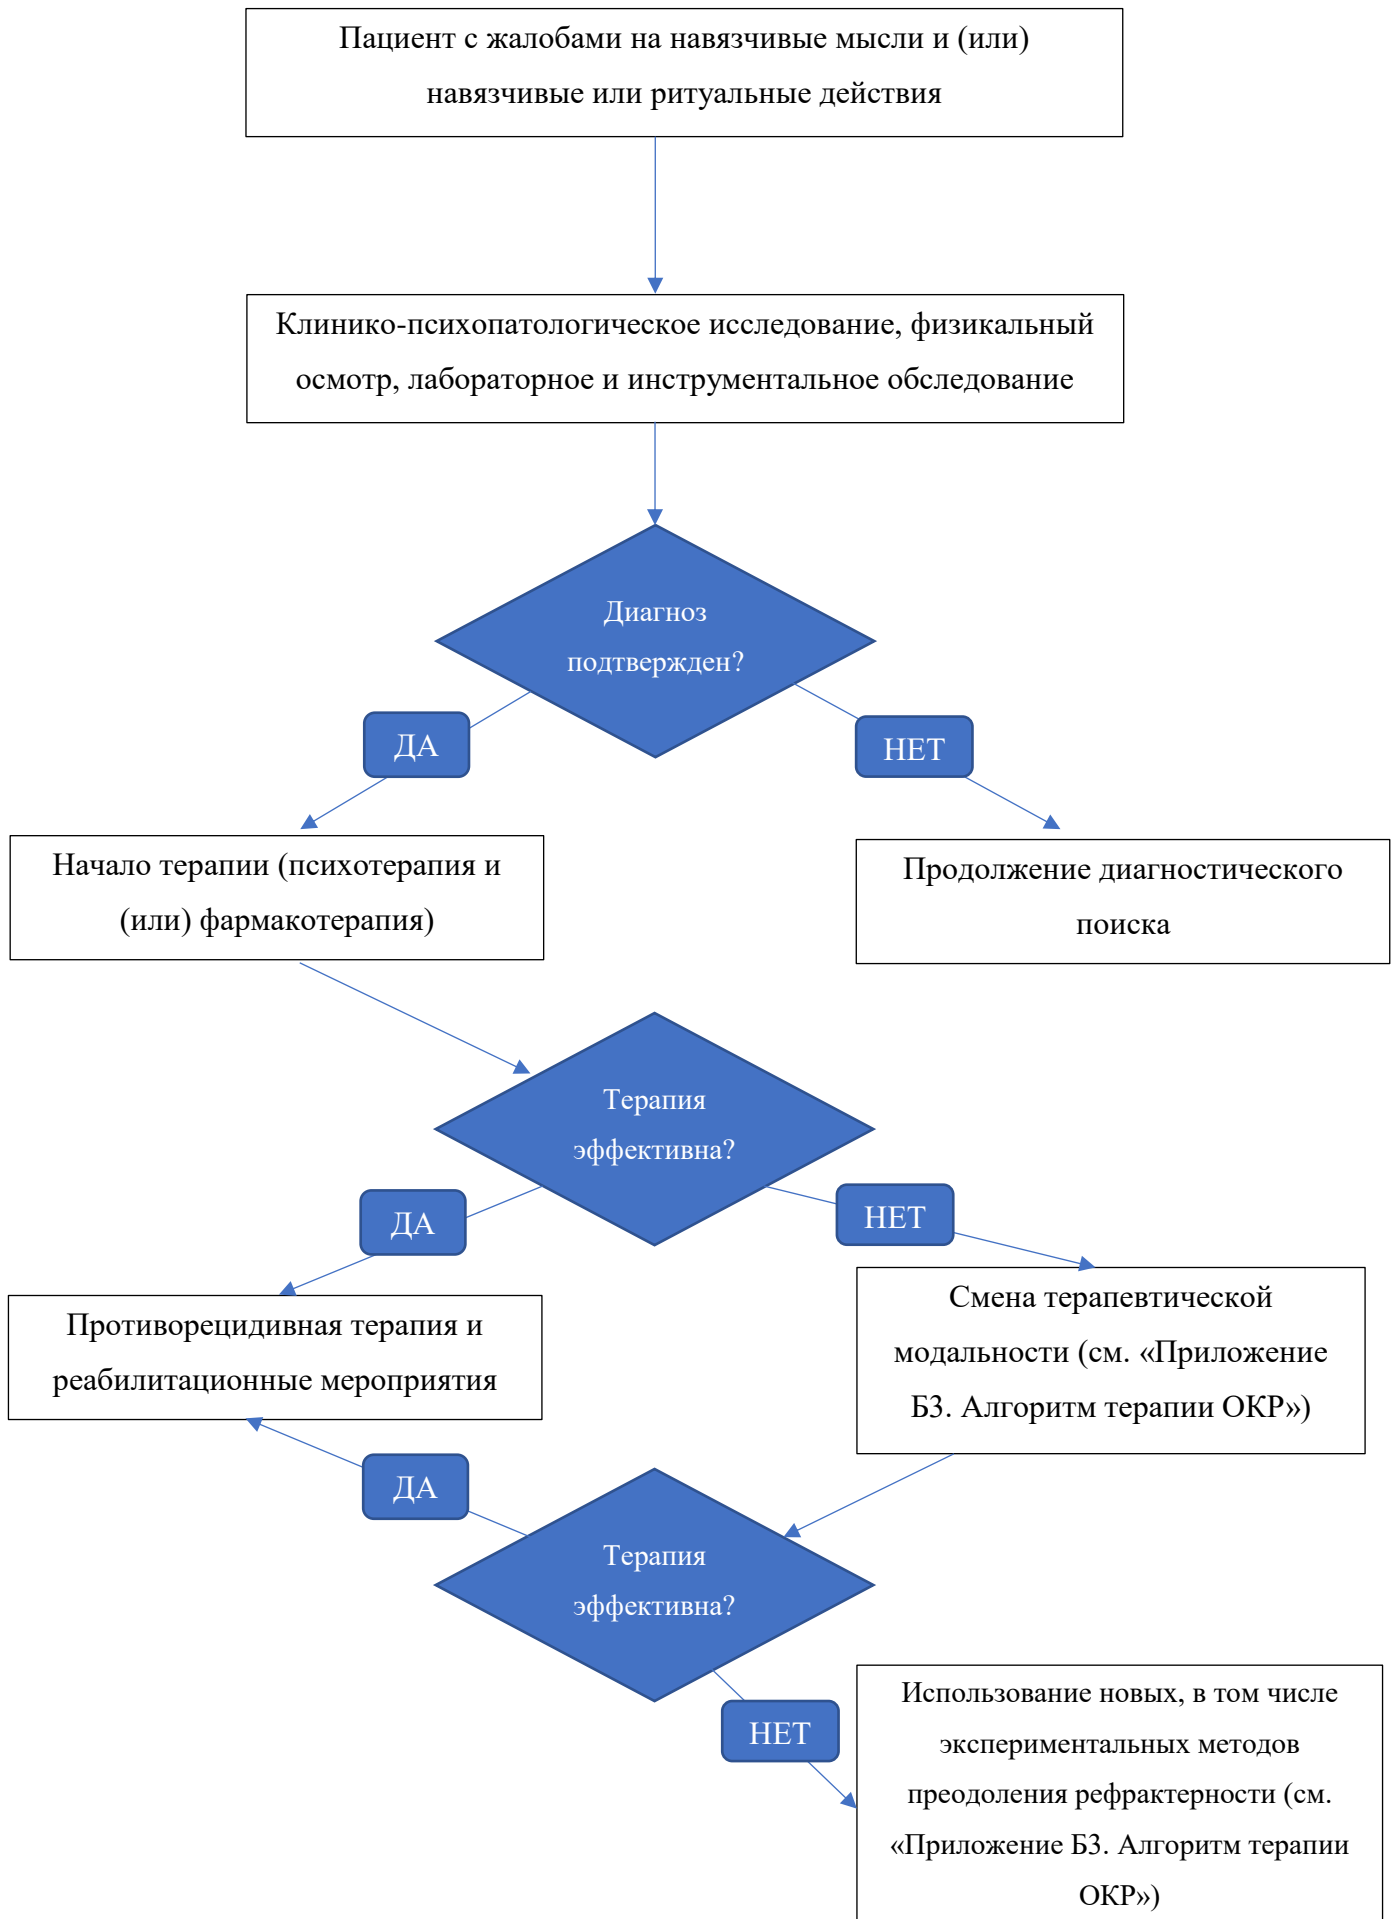 Пациент с жалобами на навязчивые мысли и (или)
навязчивые или ритуальные действия
Клинико-психопатологическое исследование, физикальный
осмотр, лабораторное и инструментальное обследование
Диагноз
подтвержден?
ДА
НЕТ
Начало терапии (психотерапия и
(или) фармакотерапия)
Продолжение диагностического
поиска
Терапия
эффективна?
ДА
НЕТ
Противорецидивная терапия и
реабилитационные мероприятия
Смена терапевтической
модальности (см. «Приложение
Б3. Алгоритм терапии ОКР»)
ДА
Терапия
эффективна?
НЕТ
Использование новых, в том числе
экспериментальных методов
преодоления рефрактерности (см.
«Приложение Б3. Алгоритм терапии
ОКР»)